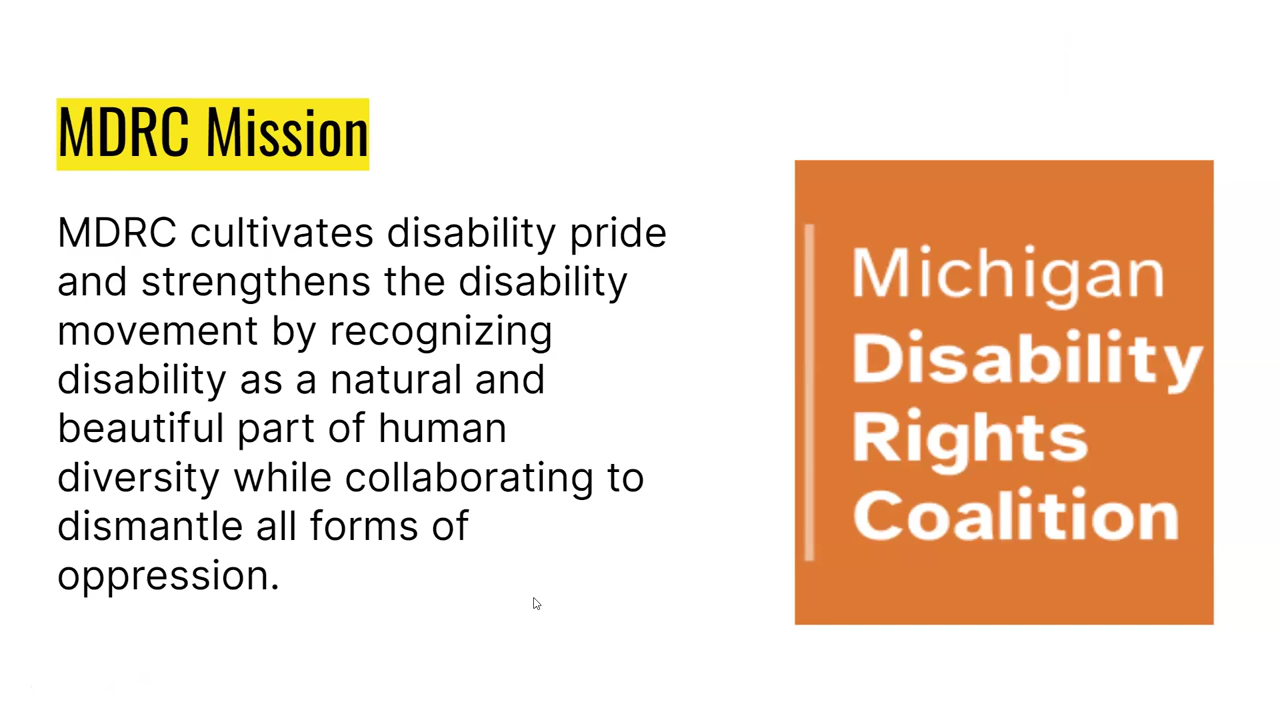 MDRC Mission
MDRC cultivates disability pride
and strengthens the disability
movement by recognizing
disability as a natural and
beautiful part of human
diversity while collaborating to
dismantle all forms of
oppression.
Michigan
Disability
Rights
Coalition